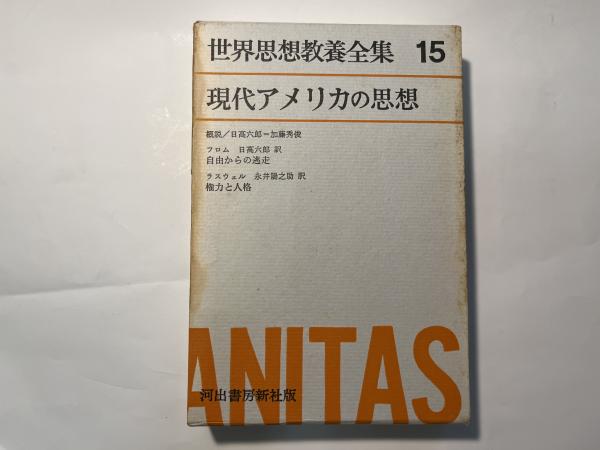 世界思想教養全集 15
現代アメリカの思想
概説/日高六郎=加藤秀俊
フロム 日高六郎 訳
自由からの逃走
ラスウェル 永井陽之助 訳
権力と人格
ANITAS
河出書房新社版